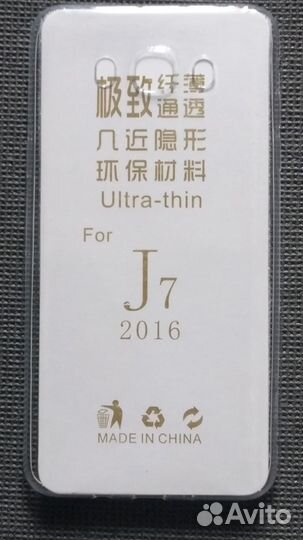 极致纤薄通透
几近隐形
环保材料
Ultra-thin
For
J7
2016
MADE IN CHINA
Avito